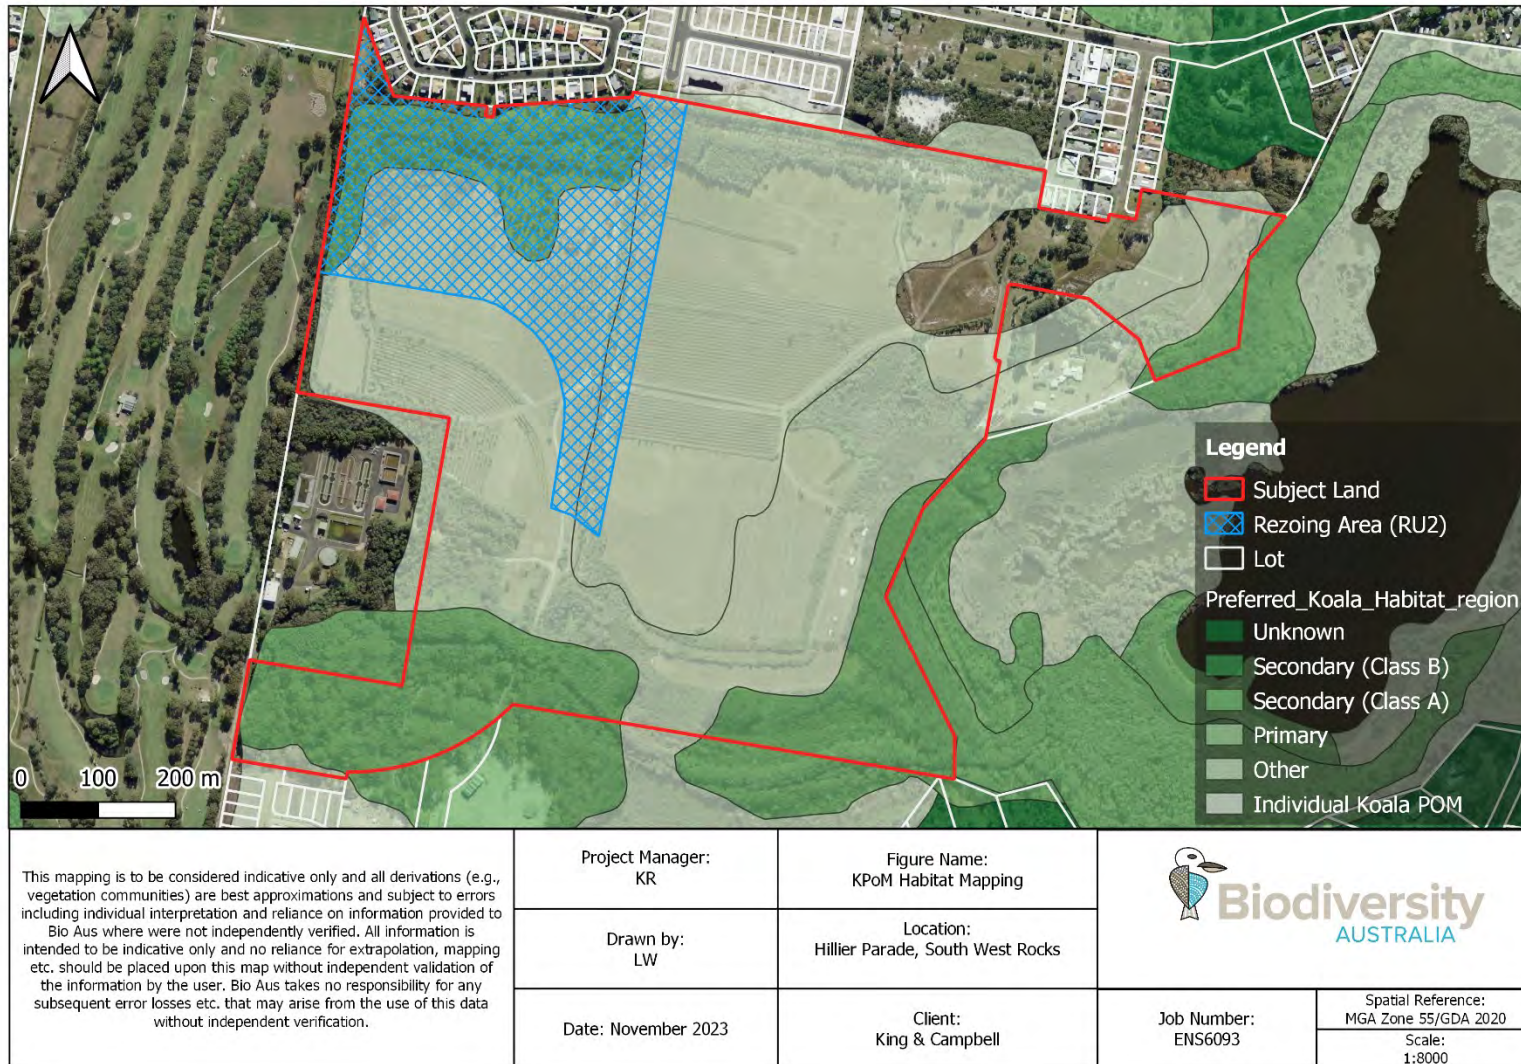 0 100 200 m
Legend
Subject Land
Rezoing Area (RU2)
Lot
Preferred_Koala_Habitat_region
Unknown
Secondary (Class B)
Secondary (Class A)
Primary
Other
Individual Koala POM
This mapping is to be considered indicative only and all derivations (e.g.,
vegetation communities) are best approximations and subject to errors
including individual interpretation and reliance on information provided to
Bio Aus where were not independently verified. All information is
intended to be indicative only and no reliance for extrapolation, mapping
etc. should be placed upon this map without independent validation of
the information by the user. Bio Aus takes no responsibility for any
subsequent error losses etc. that may arise from the use of this data
without independent verification.
Project Manager:
KR
Figure Name:
KPoM Habitat Mapping
Drawn by:
LW
Location:
Hillier Parade, South West Rocks
Date: November 2023
Client:
King & Campbell
Biodiversity
AUSTRALIA
Job Number:
ENS6093
Spatial Reference:
MGA Zone 55/GDA 2020
Scale:
1:8000